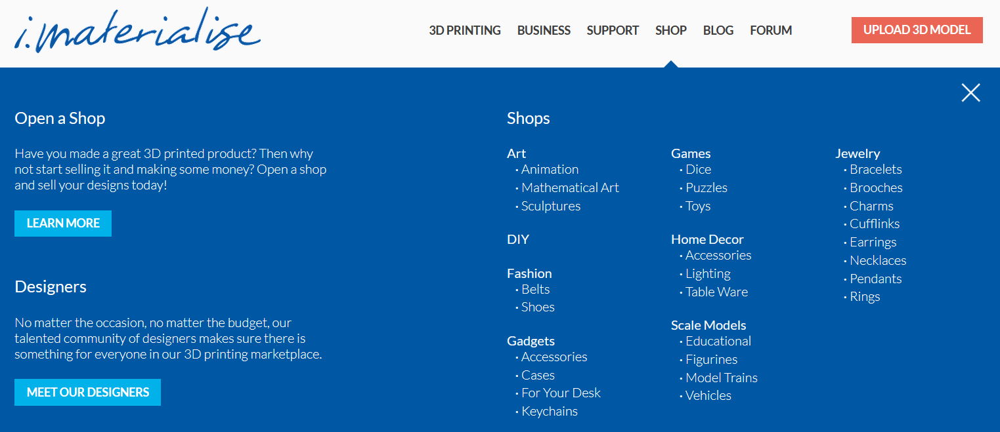 i.materialise
3D PRINTING BUSINESS SUPPORT SHOP BLOG FORUM
UPLOAD 3D MODEL
Open a Shop
Have you made a great 3D printed product? Then why
not start selling it and making some money? Open a shop
and sell your designs today!
LEARN MORE
Designers
No matter the occasion, no matter the budget, our
talented community of designers makes sure there is
something for everyone in our 3D printing marketplace.
MEET OUR DESIGNERS
Shops
Art
· Animation
· Mathematical Art
· Sculptures
DIY
Fashion
· Belts
· Shoes
Gadgets
· Accessories
· Cases
· For Your Desk
· Keychains
Games
· Dice
· Puzzles
· Toys
Home Decor
· Accessories
· Lighting
· Table Ware
Scale Models
· Educational
· Figurines
· Model Trains
· Vehicles
Jewelry
· Bracelets
· Brooches
· Charms
· Cufflinks
· Earrings
· Necklaces
· Pendants
· Rings